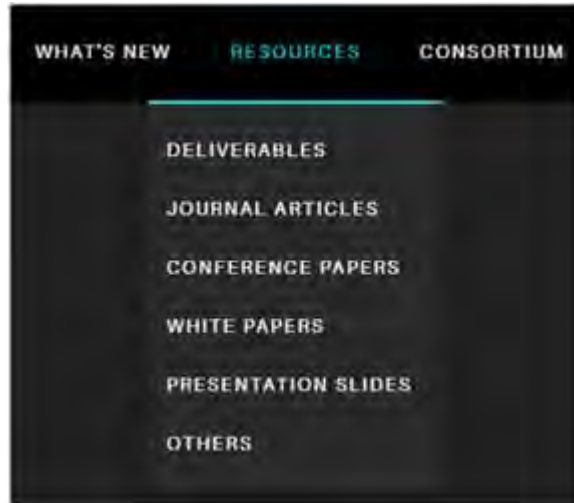 WHAT'S NEW RESOURCES CONSORTIUM
DELIVERABLES
JOURNAL ARTICLES
CONFERENCE PAPERS
WHITE PAPERS
PRESENTATION SLIDES
OTHERS